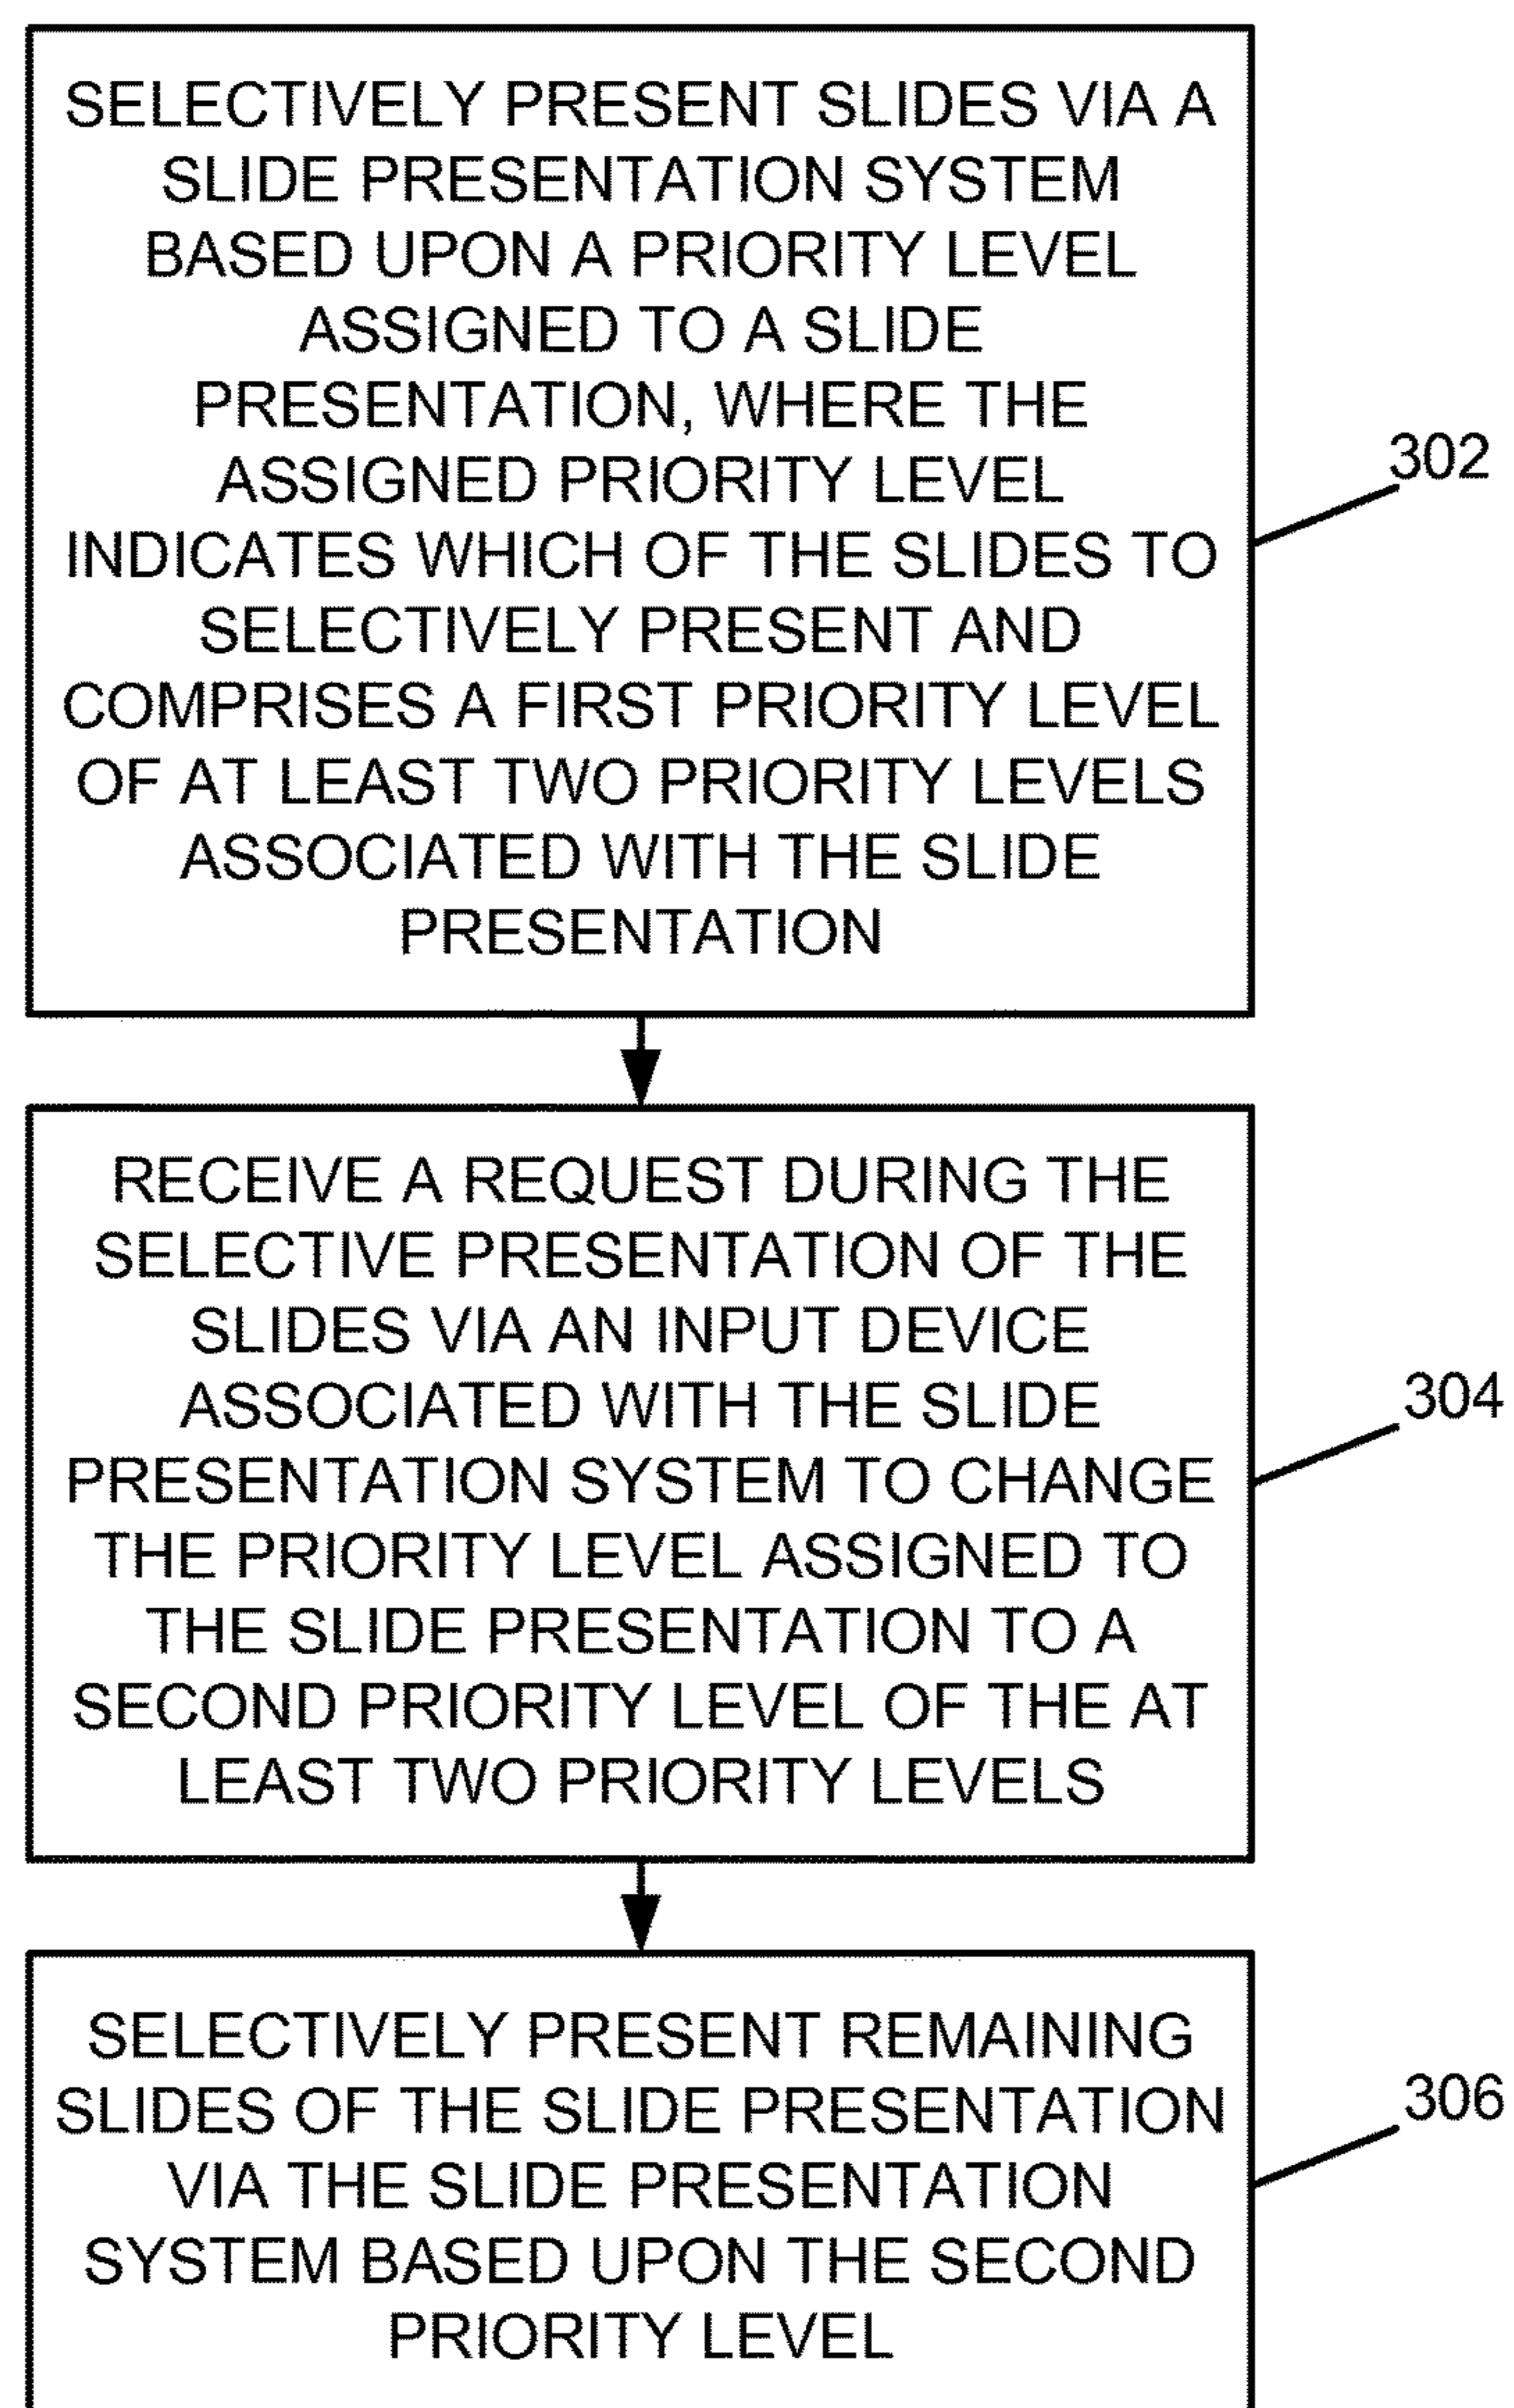 SELECTIVELY PRESENT SLIDES VIA A
SLIDE PRESENTATION SYSTEM
BASED UPON A PRIORITY LEVEL
ASSIGNED TO A SLIDE
PRESENTATION, WHERE THE
ASSIGNED PRIORITY LEVEL
INDICATES WHICH OF THE SLIDES TO
SELECTIVELY PRESENT AND
COMPRISES A FIRST PRIORITY LEVEL
OF AT LEAST TWO PRIORITY LEVELS
ASSOCIATED WITH THE SLIDE
PRESENTATION
302
RECEIVE A REQUEST DURING THE
SELECTIVE PRESENTATION OF THE
SLIDES VIA AN INPUT DEVICE
ASSOCIATED WITH THE SLIDE
PRESENTATION SYSTEM TO CHANGE
THE PRIORITY LEVEL ASSIGNED TO
THE SLIDE PRESENTATION TO A
SECOND PRIORITY LEVEL OF THE AT
LEAST TWO PRIORITY LEVELS
304
SELECTIVELY PRESENT REMAINING
SLIDES OF THE SLIDE PRESENTATION
VIA THE SLIDE PRESENTATION
SYSTEM BASED UPON THE SECOND
PRIORITY LEVEL
306